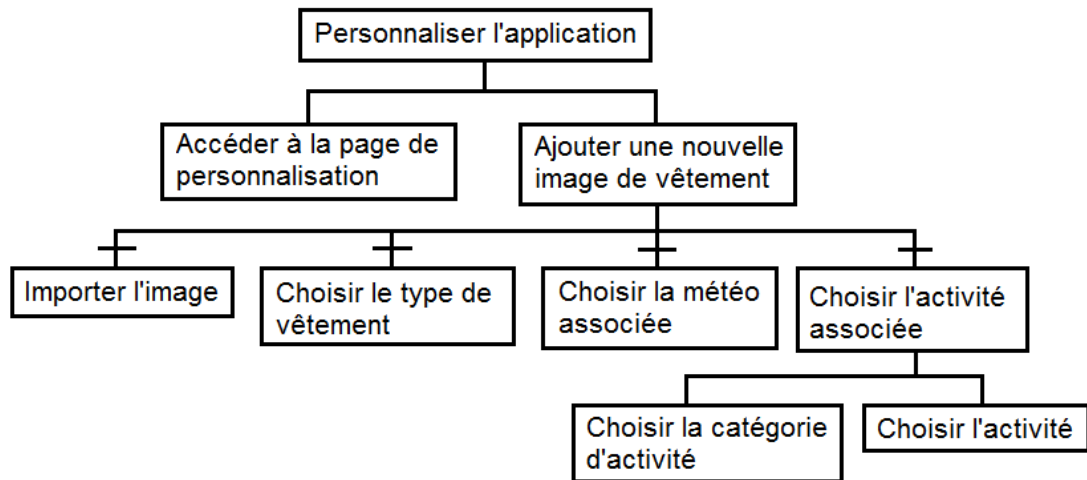 Personnaliser l'application
Accéder à la page de
personnalisation
Ajouter une nouvelle
image de vêtement
Importer l'image
Choisir le type de
vêtement
Choisir la météo
associée
Choisir l'activité
associée
Choisir la catégorie
d'activité
Choisir l'activité